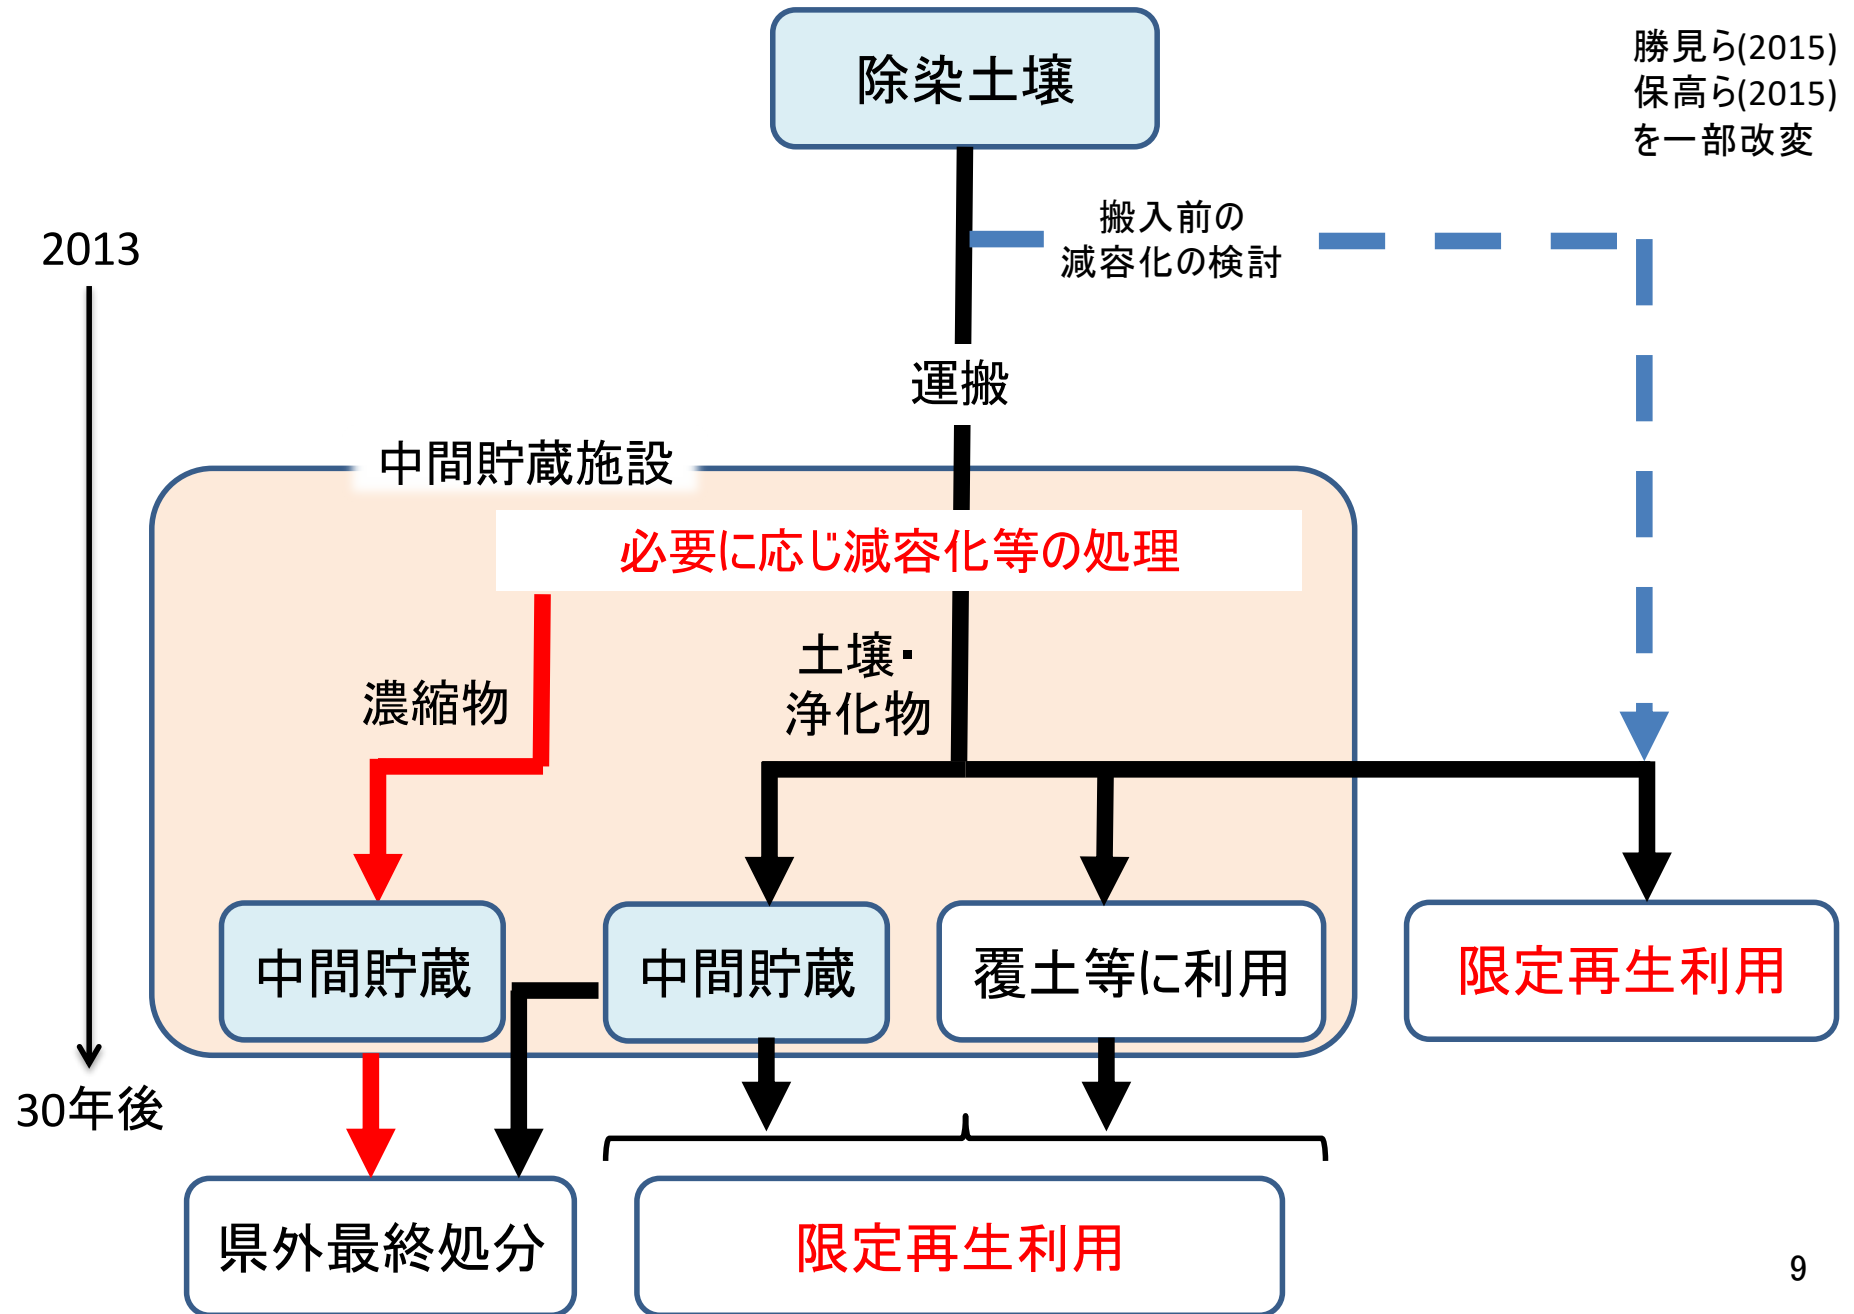 除染土壌
勝見ら(2015)
保高ら(2015)
を一部改変
2013
搬入前の
減容化の検討
運搬
中間貯蔵施設
必要に応じ減容化等の処理
濃縮物
土壌・
浄化物
中間貯蔵
中間貯蔵
覆土等に利用
限定再生利用
30年後
県外最終処分
限定再生利用
9